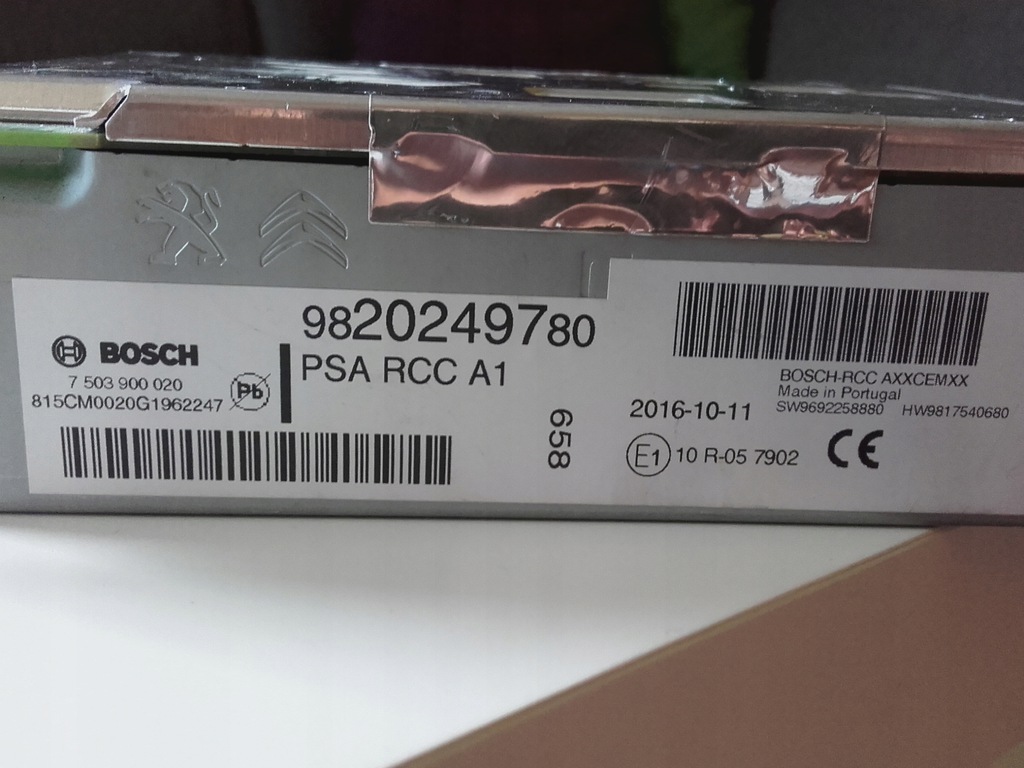 BOSCH
7 503 900 020
815CM0020G1962247
Pb
9820249780
PSA RCC A1
658
BOSCH-RCC AXXCEMXX
Made in Portugal
SW9692258880 HW9817540680
2016-10-11
E1 10 R-05 7902 CE